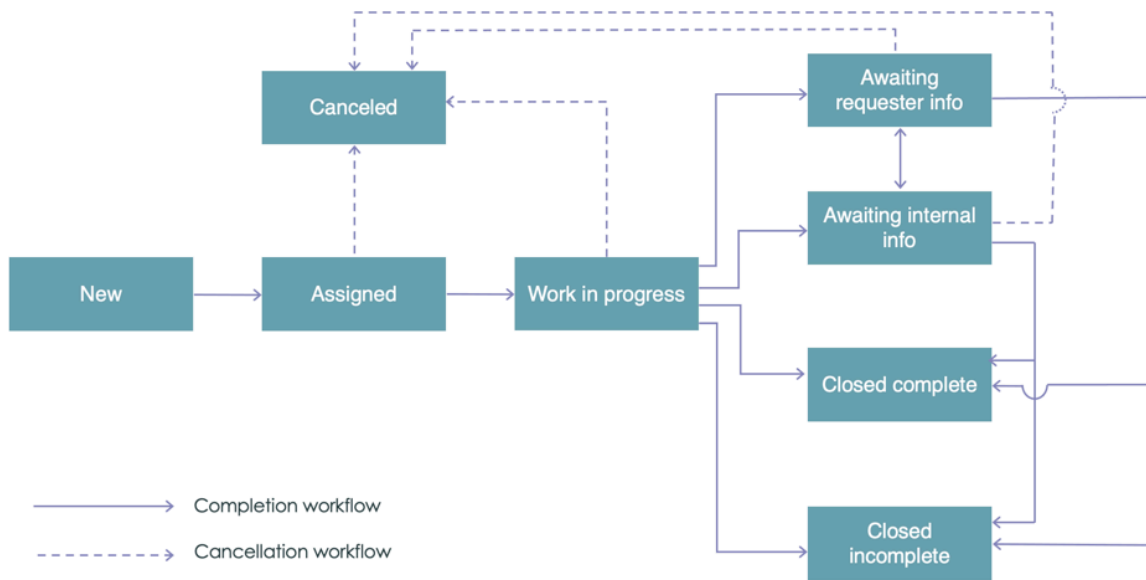 Canceled
Awaiting
requester info
Awaiting internal
info
New
Assigned
Work in progress
Closed complete
Closed
incomplete
Completion workflow
Cancellation workflow